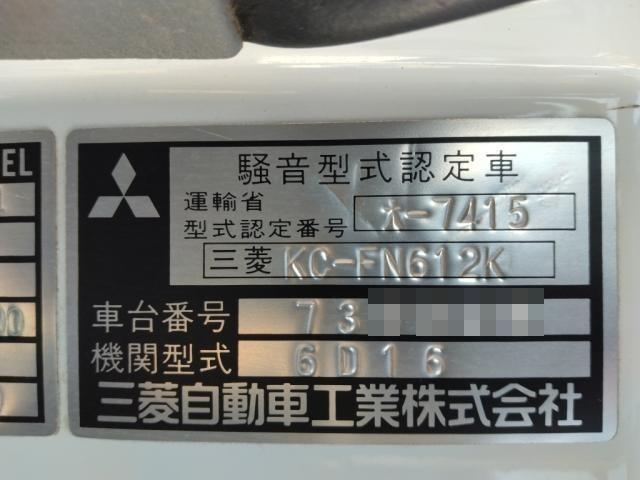 EL
騒音型式認定車
運輸省
型式認定番号
*-7415
三菱 KC-FN612K
車台番号 73
機関型式 6D16
三菱自動車工業株式会社